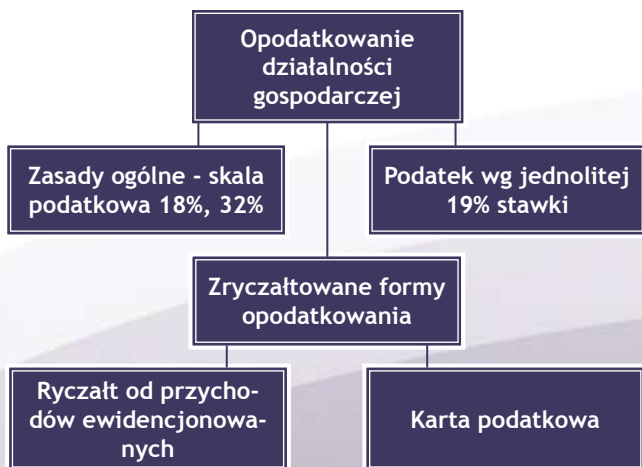 Opodatkowanie
działalności
gospodarczej
Zasady ogólne - skala
podatkowa 18%, 32%
Podatek wg jednolitej
19% stawki
Zryczałtowane formy
opodatkowania
Ryczałt od przycho-
dów ewidencjonowa-
nych
Karta podatkowa